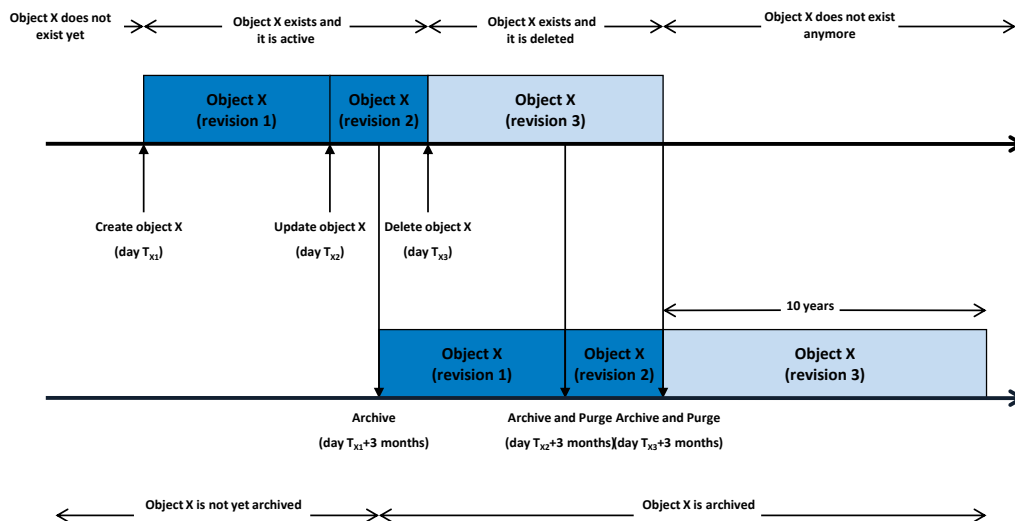 Object X does not
exist yet
Object X exists and
it is active
Object X exists and
it is deleted
Object X does not exist
anymore
Object X
(revision 1)
Object X
(revision 2)
Object X
(revision 3)
Create object X
(day TX1)
Update object X
(day TX2)
Delete object X
(day TX3)
10 years
Object X
(revision 1)
Object X
(revision 2)
Object X
(revision 3)
Archive
(day TX1+3 months)
Archive and Purge
(day TX2+3 months)
Archive and Purge
(day TX3+3 months)
Object X is not yet archived
Object X is archived